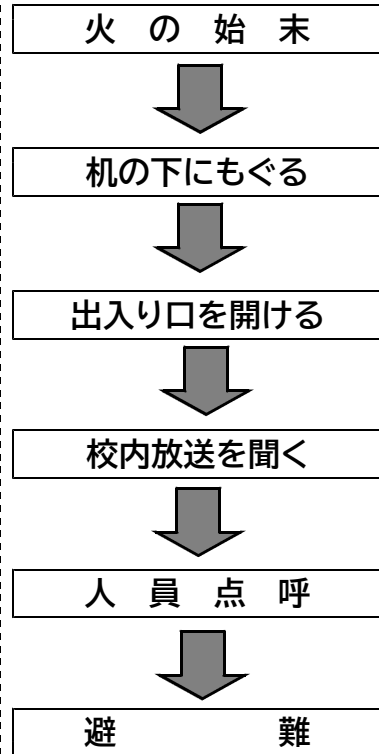 火の始末
机の下にもぐる
出入り口を開ける
校内放送を聞く
人員点呼
避難